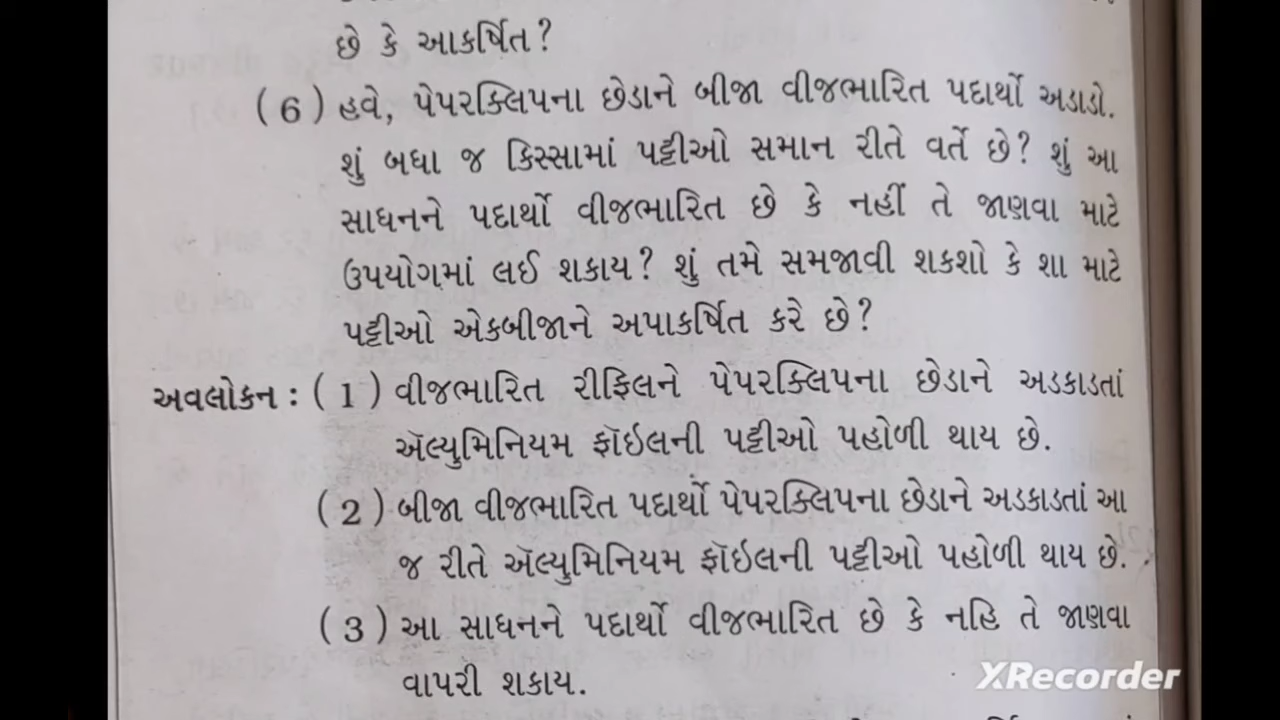 છે કે આકર્ષિત?
(6) હવે, પેપરક્લિપના છેડાને બીજા વીજભારિત પદાર્થો અડાડો.
શું બધા જ કિસ્સામાં પટ્ટીઓ સમાન રીતે વર્તે છે? શું આ
સાધનને પદાર્થો વીજભારિત છે કે નહીં તે જાણવા માટે
ઉપયોગમાં લઈ શકાય? શું તમે સમજાવી શકશો કે શા માટે
પટ્ટીઓ એકબીજાને અપાકર્ષિત કરે છે?
અવલોકન : (1) વીજભારિત રીફિલને પેપરક્લિપના છેડાને અડકાડતાં
ઍલ્યુમિનિયમ ફૉઇલની પટ્ટીઓ પહોળી થાય છે.
(2) બીજા વીજભારિત પદાર્થો પેપરક્લિપના છેડાને અડકાડતાં આ
જ રીતે ઍલ્યુમિનિયમ ફૉઇલની પટ્ટીઓ પહોળી થાય છે.
(3) આ સાધનને પદાર્થો વીજભારિત છે કે નહિ તે જાણવા
વાપરી શકાય.
XRecorder